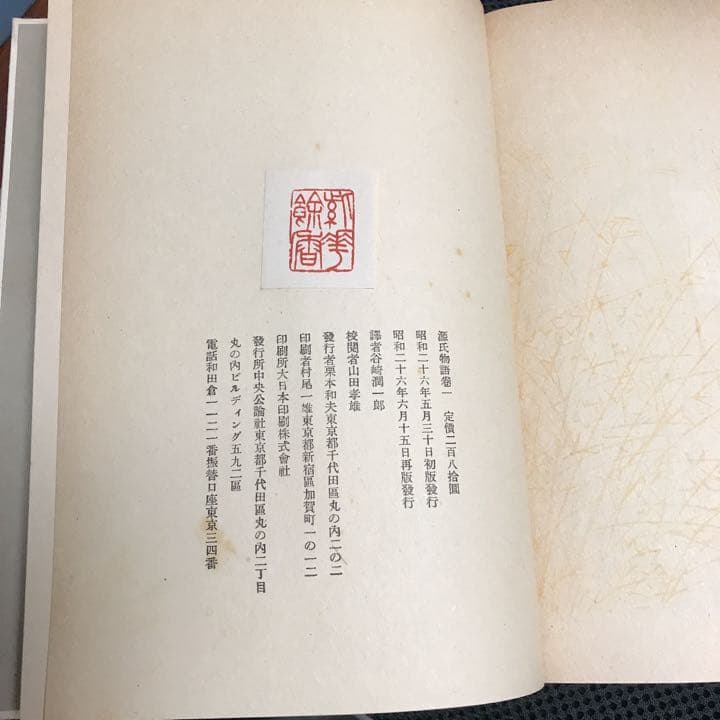 源氏物語卷一　定價二百八拾圓
昭和二十六年五月三十日初版發行
昭和二十六年六月十五日再版發行
譯者谷崎潤一郎
校閱者山田孝雄
發行者栗本和夫東京都千代田區丸の內二の二
印刷者村尾一雄東京都新宿區加賀町一の一二
印刷所大日本印刷株式會社
發行所中央公論社東京都千代田區丸の內二丁目
丸の內ビルディング五九二區
電話和田倉一一二一番振替口座東京三四番